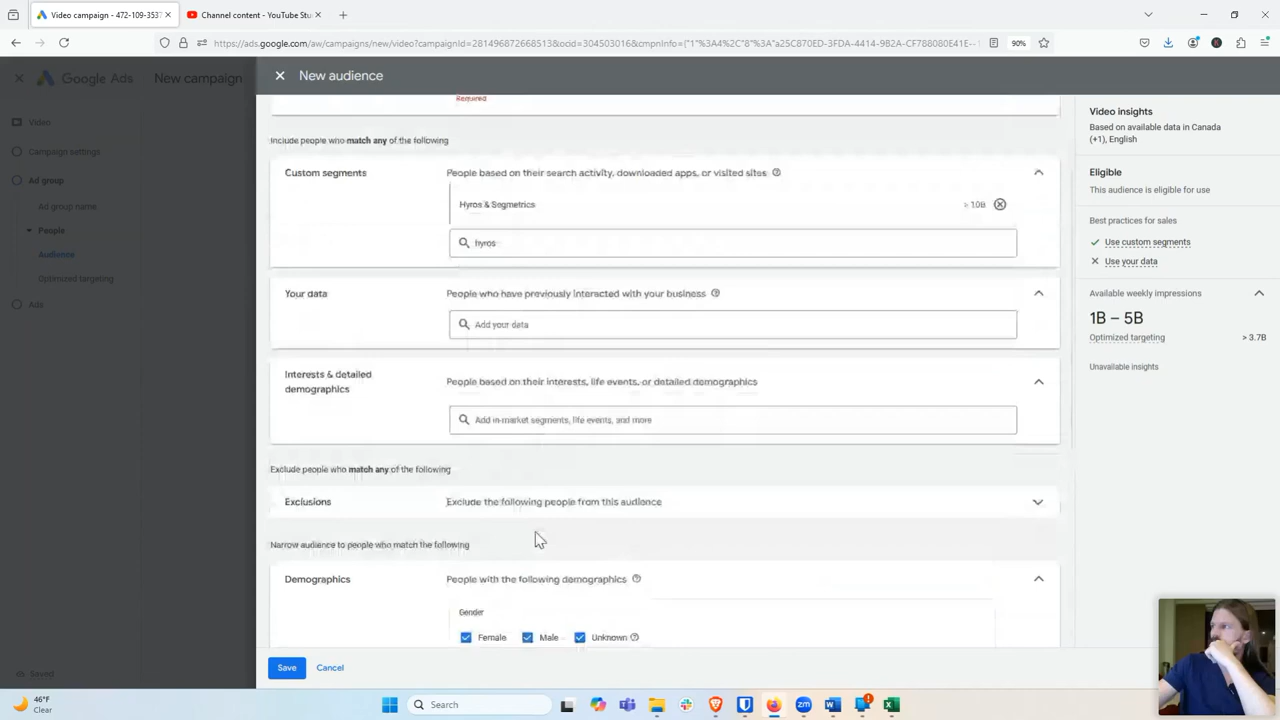 Video campaign - 472-109-3537
Channel content - YouTube Stu
https://ads.google.com/aw/campaigns/new/video?campaignId=281496872668513&ocid=304503016&cmpnInfo={"1"%3A4%2C"8"%3A"a25C870ED-3FDA-4414-9B2A-CF788080E41E--
90%
Google Ads
New campaign
New audience
Video
Campaign settings
Ad group
Ad group name
People
Audience
Optimized targeting
Ads
Saved
Required
Include people who match any of the following
Custom segments
People based on their search activity, downloaded apps, or visited sites
Hyros & Segmetrics
> 10B
hyros
Your data
People who have previously interacted with your business
Add your data
Interests & detailed
demographics
People based on their interests, life events, or detailed demographics
Add in-market segments, life events, and more
Exclude people who match any of the following
Exclusions
Exclude the following people from this audience
Narrow audience to people who match the following
Demographics
People with the following demographics
Gender
Female
Male
Unknown
Save
Cancel
Video insights
Based on available data in Canada
(+1), English
Eligible
This audience is eligible for use
Best practices for sales
Use custom segments
Use your data
Available weekly impressions
1B – 5B
Optimized targeting
> 3.7B
Unavailable insights
46°F
Clear
Search
zm
1